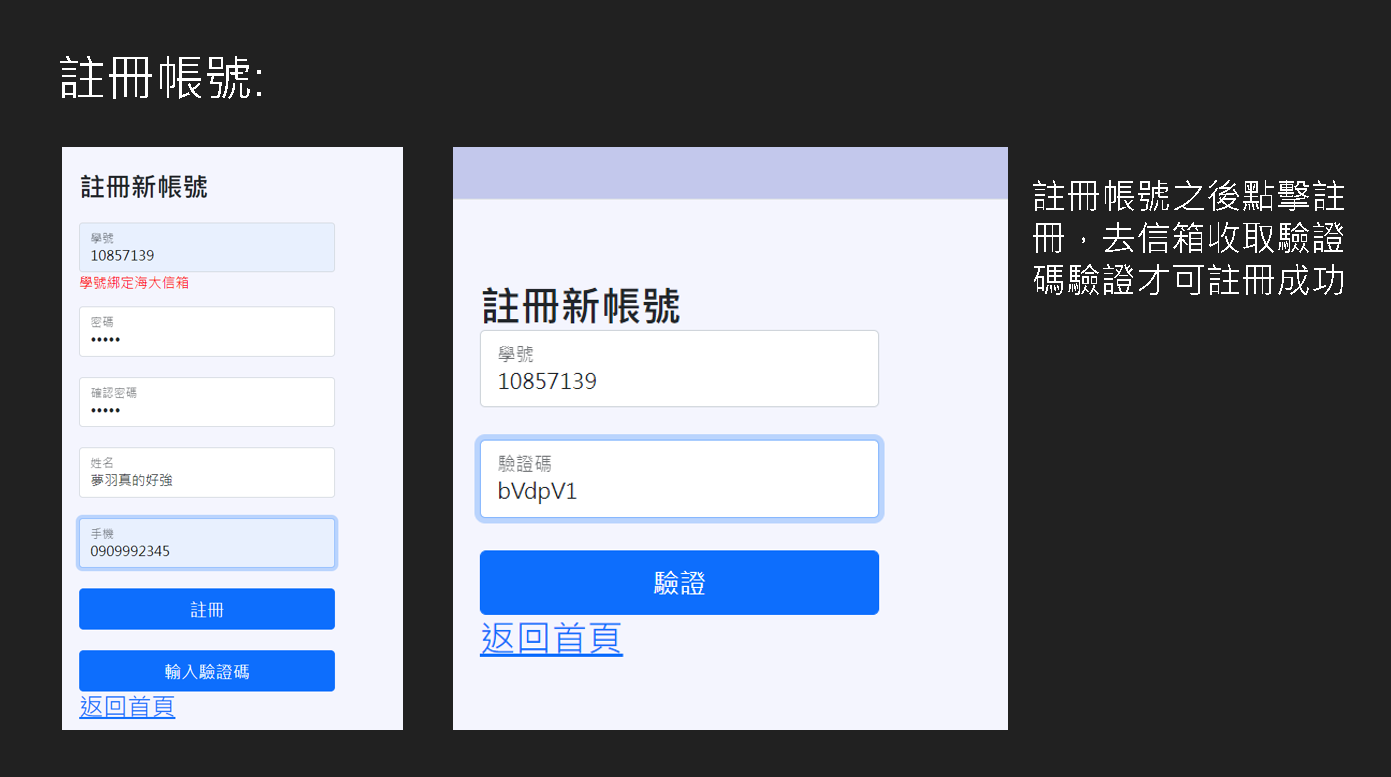 註冊帳號:
註冊新帳號
學號
10857139
學號綁定海大信箱
密碼
•••••
確認密碼
•••••
姓名
夢羽真的好強
手機
0909992345
註冊
輸入驗證碼
返回首頁
註冊新帳號
學號
10857139
驗證碼
bVdpV1
驗證
返回首頁
註冊帳號之後點擊註
冊，去信箱收取驗證
碼驗證才可註冊成功